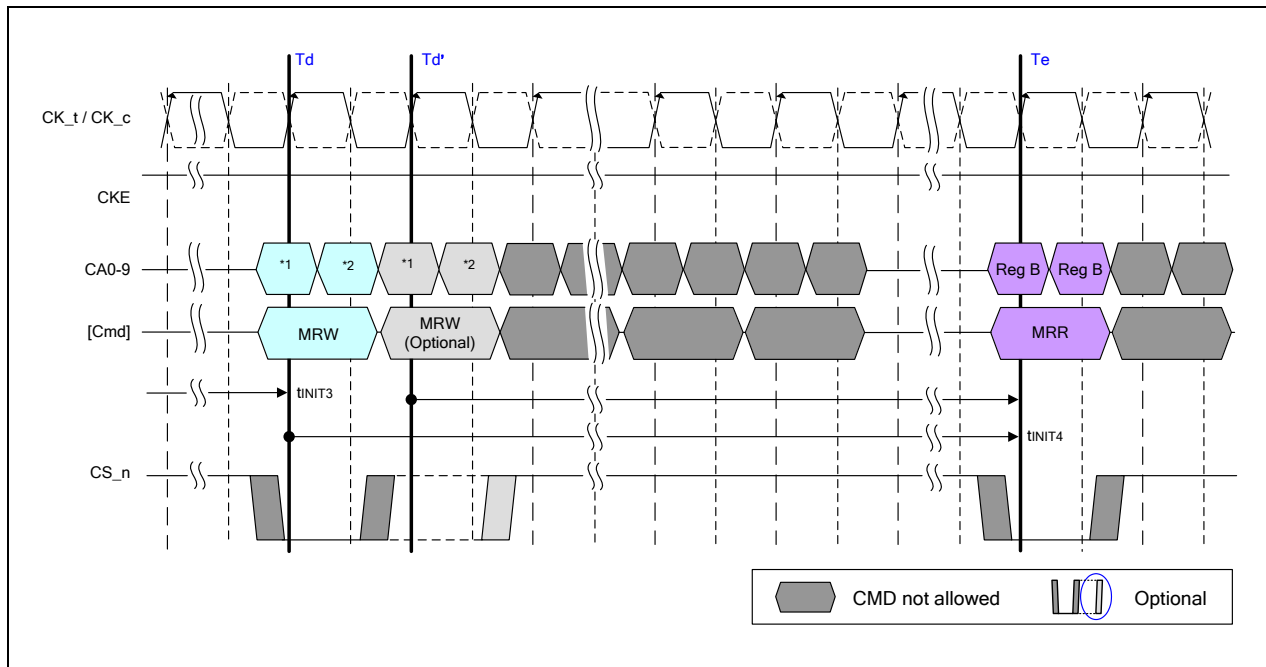 Td Td' Te
CK_t / CK_c
CKE
CA0-9 *1 *2 *1 *2 Reg B Reg B
[Cmd] MRW MRW (Optional) MRR
tINIT3
tINIT4
CS_n
CMD not allowed Optional